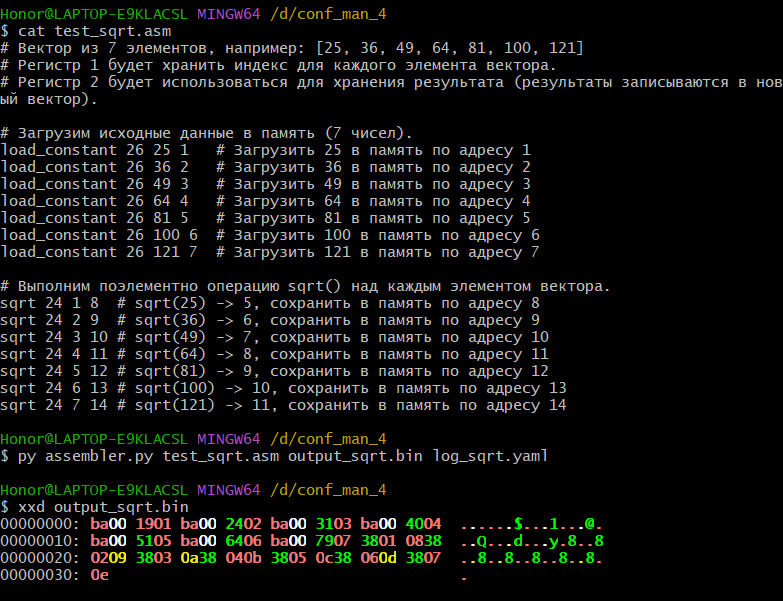 Honor@LAPTOP-E9KLACSL MINGW64 /d/conf_man_4
$ cat test_sqrt.asm
# Вектор из 7 элементов, например: [25, 36, 49, 64, 81, 100, 121]
# Регистр 1 будет хранить индекс для каждого элемента вектора.
# Регистр 2 будет использоваться для хранения результата (результаты записываются в нов
ый вектор).
# Загрузим исходные данные в память (7 чисел).
load_constant 26 25 1   # Загрузить 25 в память по адресу 1
load_constant 26 36 2   # Загрузить 36 в память по адресу 2
load_constant 26 49 3   # Загрузить 49 в память по адресу 3
load_constant 26 64 4   # Загрузить 64 в память по адресу 4
load_constant 26 81 5   # Загрузить 81 в память по адресу 5
load_constant 26 100 6  # Загрузить 100 в память по адресу 6
load_constant 26 121 7  # Загрузить 121 в память по адресу 7
# Выполним поэлементно операцию sqrt() над каждым элементом вектора.
sqrt 24 1 8  # sqrt(25) -> 5, сохранить в память по адресу 8
sqrt 24 2 9  # sqrt(36) -> 6, сохранить в память по адресу 9
sqrt 24 3 10 # sqrt(49) -> 7, сохранить в память по адресу 10
sqrt 24 4 11 # sqrt(64) -> 8, сохранить в память по адресу 11
sqrt 24 5 12 # sqrt(81) -> 9, сохранить в память по адресу 12
sqrt 24 6 13 # sqrt(100) -> 10, сохранить в память по адресу 13
sqrt 24 7 14 # sqrt(121) -> 11, сохранить в память по адресу 14
Honor@LAPTOP-E9KLACSL MINGW64 /d/conf_man_4
$ py assembler.py test_sqrt.asm output_sqrt.bin log_sqrt.yaml
Honor@LAPTOP-E9KLACSL MINGW64 /d/conf_man_4
$ xxd output_sqrt.bin
00000000: ba00 1901 ba00 2402 ba00 3103 ba00 4004  ......$...1...@.
00000010: ba00 5105 ba00 6406 ba00 7907 3801 0838  ..Q...d...y.8..8
00000020: 0209 3803 0a38 040b 3805 0c38 060d 3807  ..8..8..8..8..8.
00000030: 0e                                       .